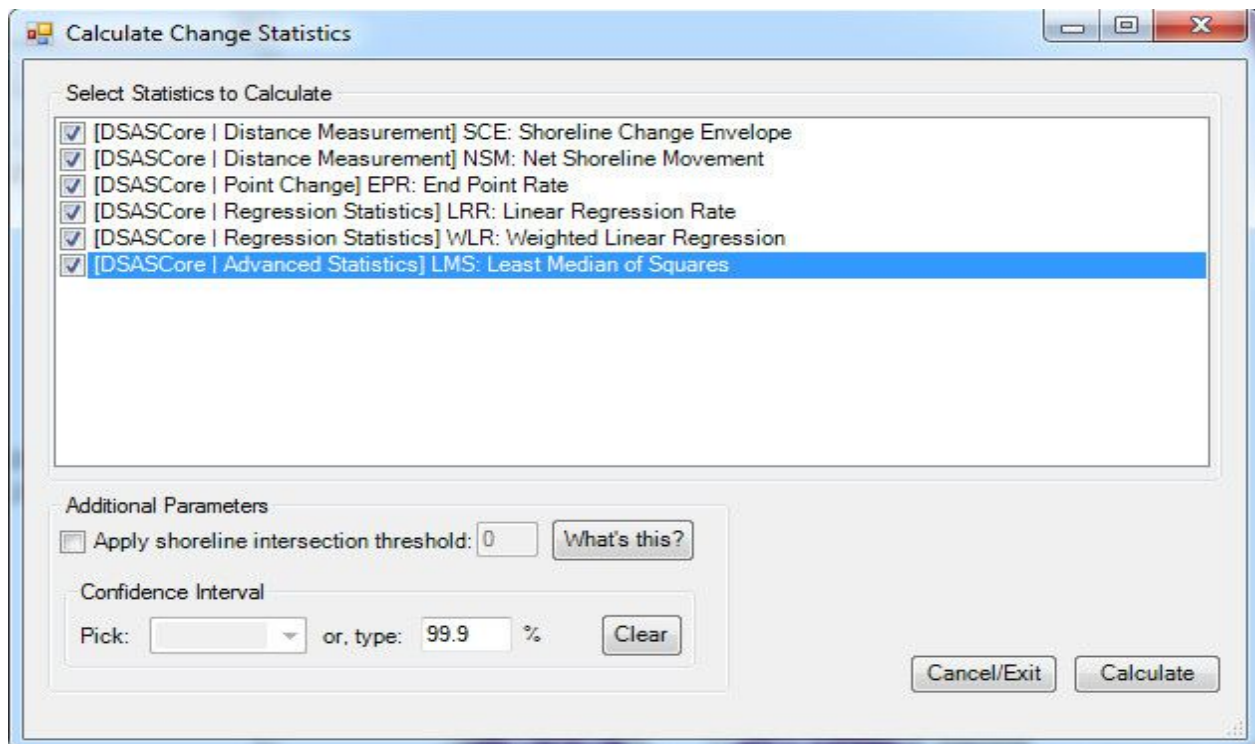 Calculate Change Statistics
Select Statistics to Calculate
[DSASCore | Distance Measurement] SCE: Shoreline Change Envelope
[DSASCore | Distance Measurement] NSM: Net Shoreline Movement
[DSASCore | Point Change] EPR: End Point Rate
[DSASCore | Regression Statistics] LRR: Linear Regression Rate
[DSASCore | Regression Statistics] WLR: Weighted Linear Regression
[DSASCore | Advanced Statistics] LMS: Least Median of Squares
Additional Parameters
Apply shoreline intersection threshold: 0 What's this?
Confidence Interval
Pick: or, type: 99.9 % Clear
Cancel/Exit Calculate